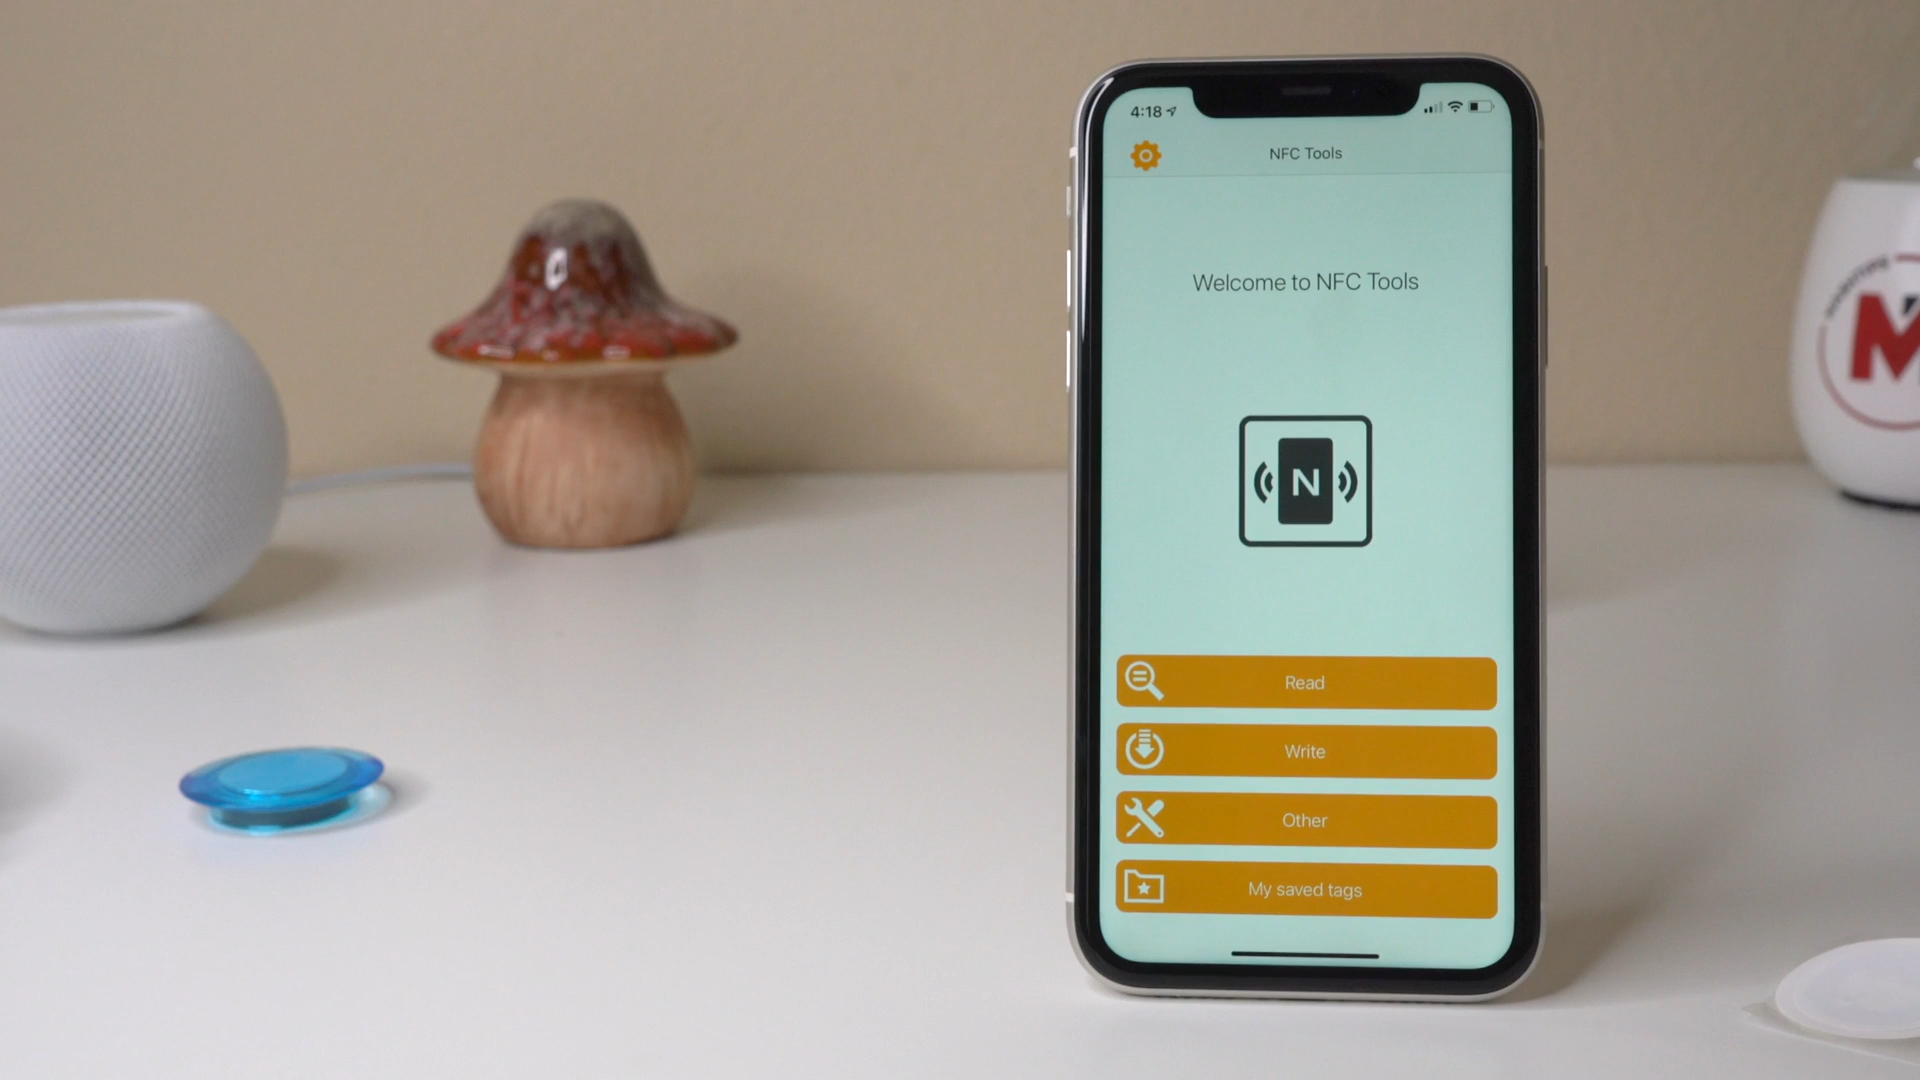 4:18
NFC Tools
Welcome to NFC Tools
N
Read
Write
Other
My saved tags
M